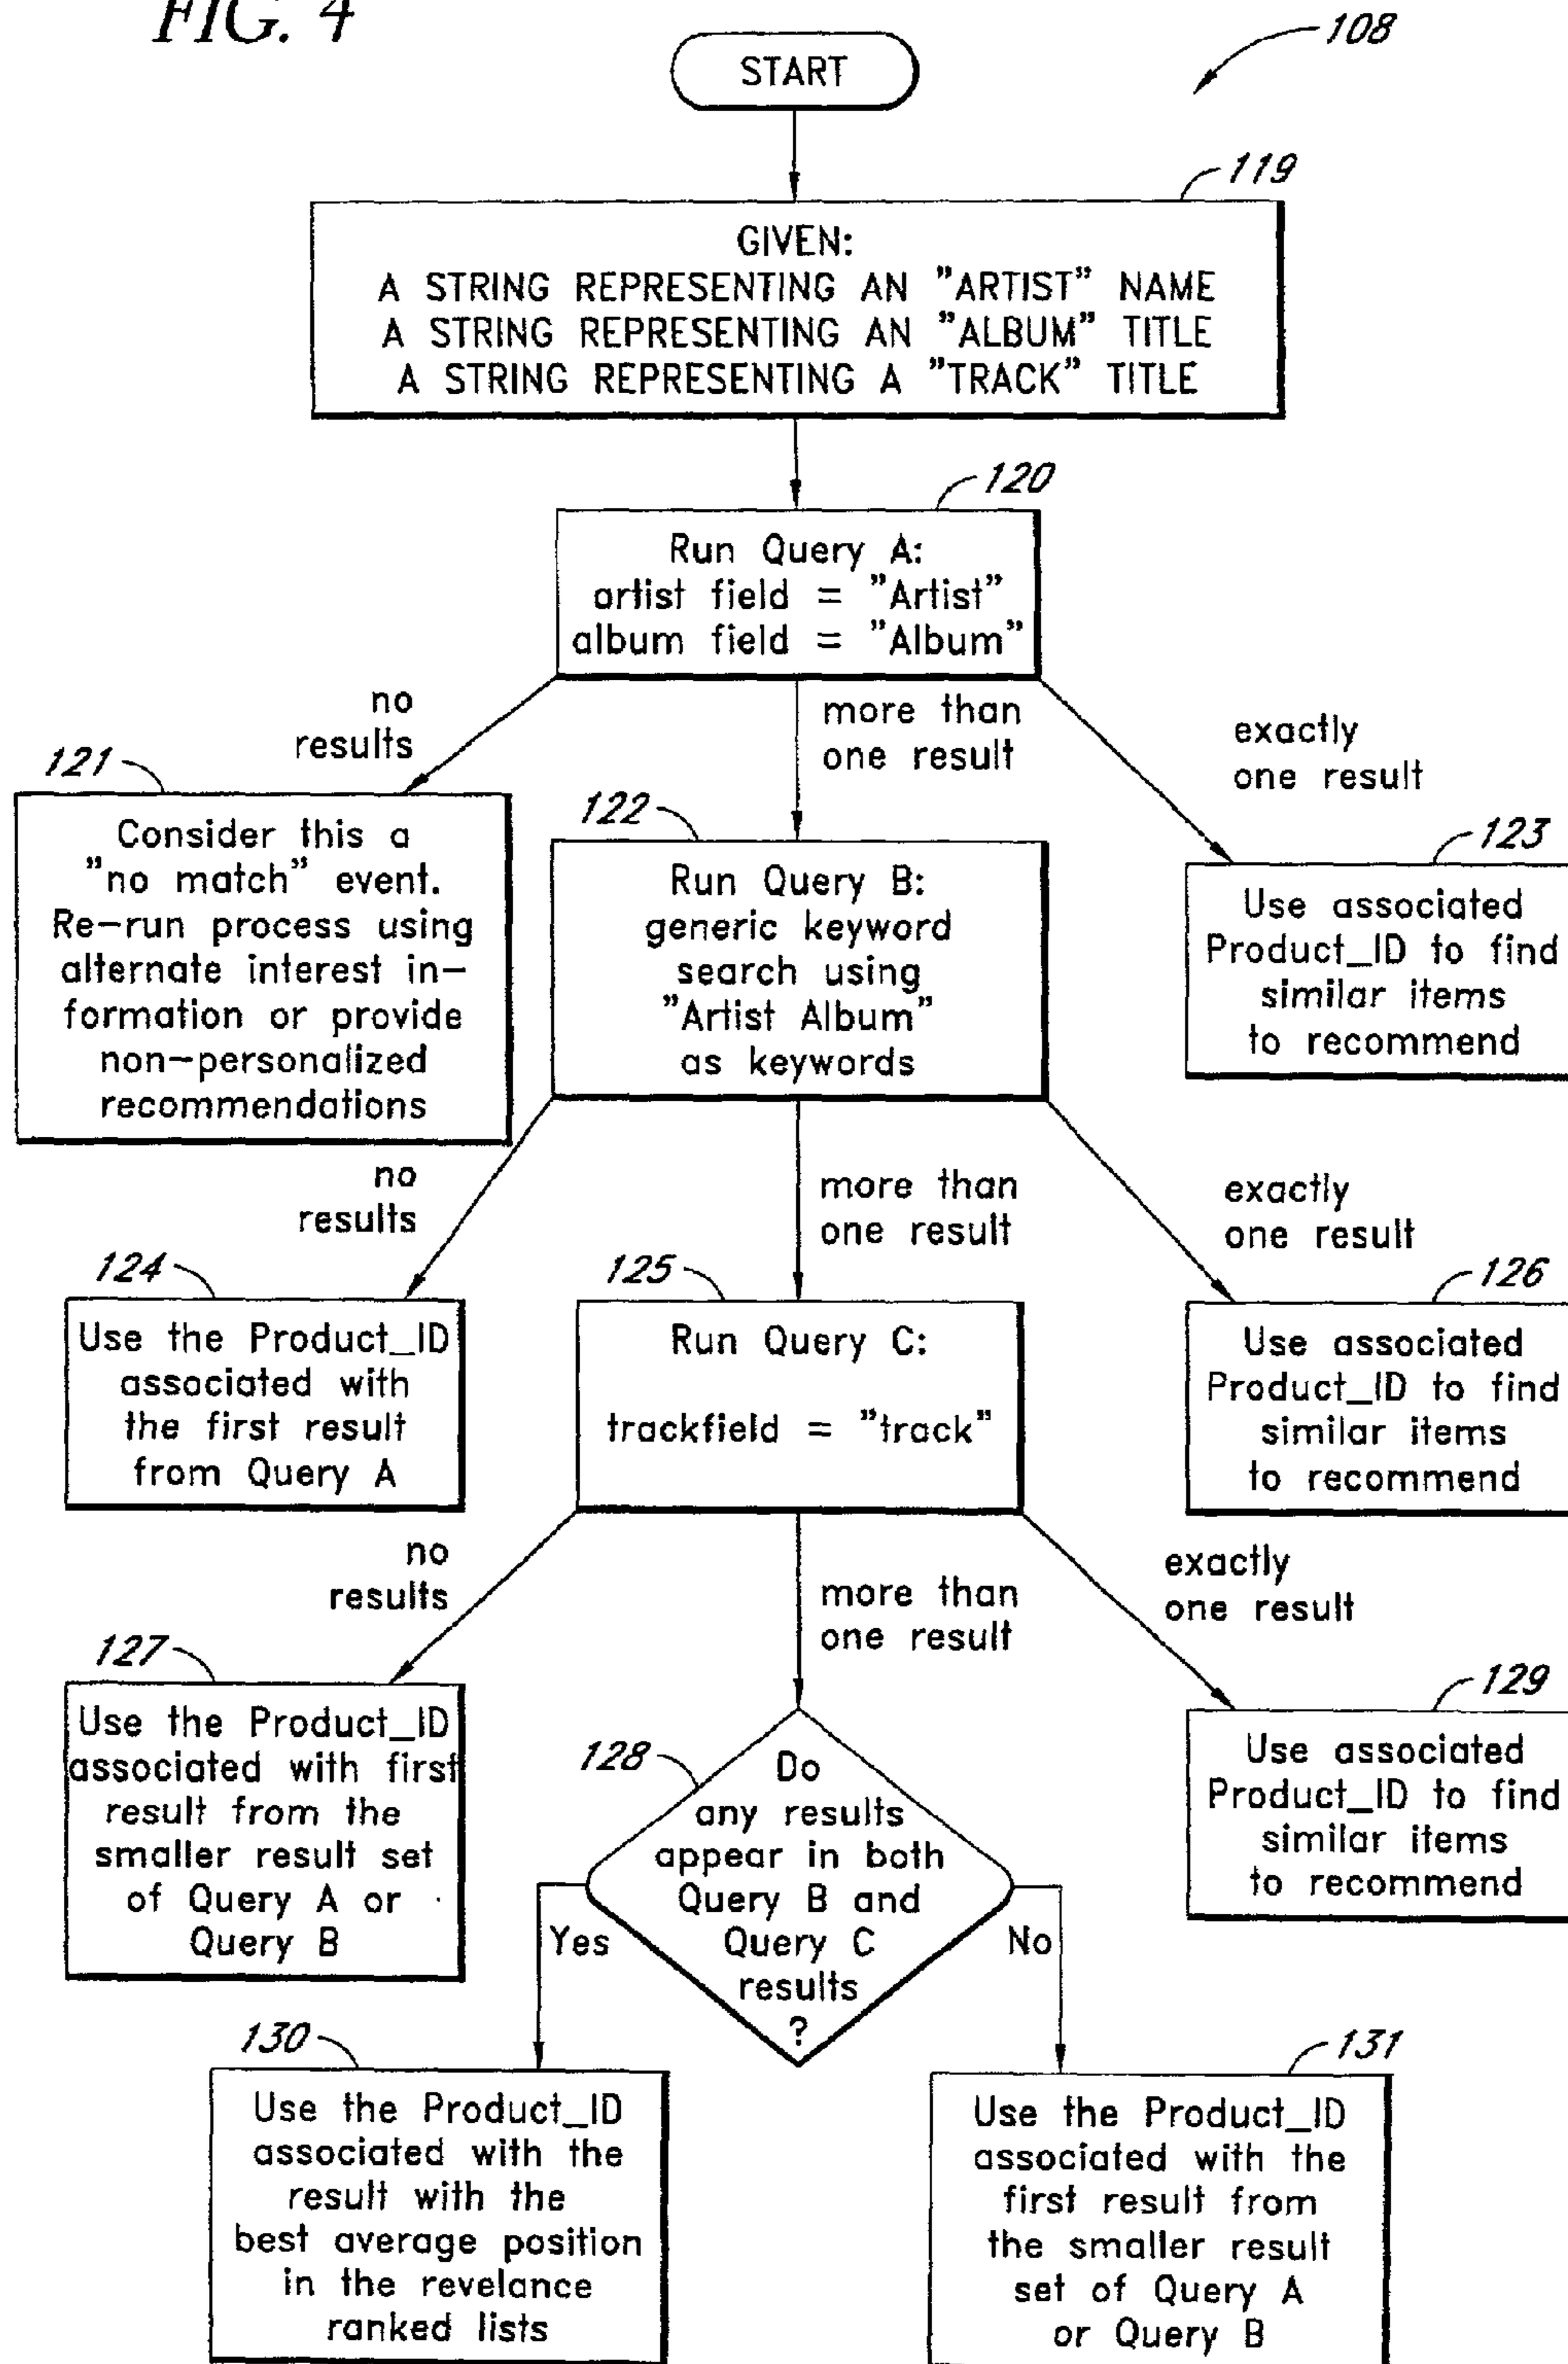 FIG. 4
108
START
119
GIVEN:
A STRING REPRESENTING AN "ARTIST" NAME
A STRING REPRESENTING AN "ALBUM" TITLE
A STRING REPRESENTING A "TRACK" TITLE
120
Run Query A:
artist field = "Artist"
album field = "Album"
no
results
more than
one result
exactly
one result
121
Consider this a
"no match" event.
Re-run process using
alternate interest in-
formation or provide
non-personalized
recommendations
122
Run Query B:
generic keyword
search using
"Artist Album"
as keywords
123
Use associated
Product_ID to find
similar items
to recommend
no
results
more than
one result
exactly
one result
124
Use the Product_ID
associated with
the first result
from Query A
125
Run Query C:
trackfield = "track"
126
Use associated
Product_ID to find
similar items
to recommend
no
results
more than
one result
exactly
one result
127
Use the Product_ID
associated with first
result from the
smaller result set
of Query A or
Query B
128
Do
any results
appear in both
Query B and
Query C
results
?
129
Use associated
Product_ID to find
similar items
to recommend
Yes
No
130
Use the Product_ID
associated with the
result with the
best average position
in the revelance
ranked lists
131
Use the Product_ID
associated with the
first result from
the smaller result
set of Query A
or Query B